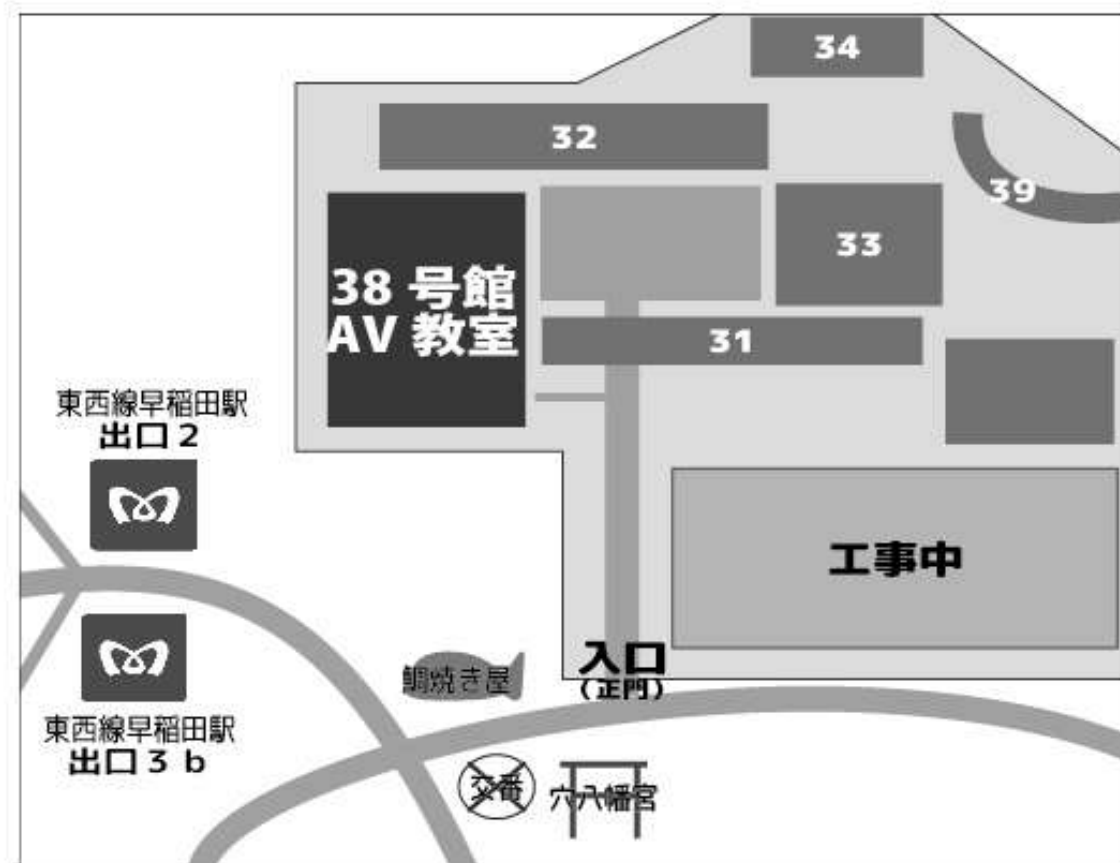 34
32
39
33
38 号館
AV 教室
31
東西線早稲田駅
出口 2
工事中
入口
(正門)
鯛焼き屋
東西線早稲田駅
出口 3 b
交番
穴八幡宮